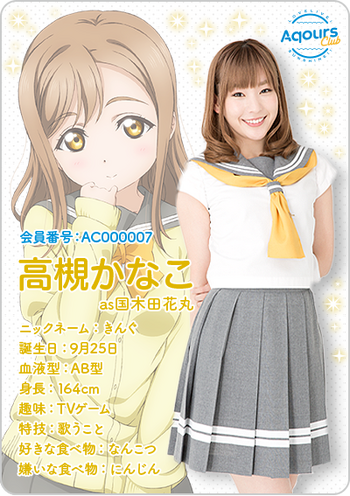 LOVELIVE!
Aqours
Club
SUNSHINE!!
会員番号：AC000007
高槻かなこ
as国木田花丸
ニックネーム：きんぐ
誕生日：9月25日
血液型：AB型
身長：164cm
趣味：TVゲーム
特技：歌うこと
好きな食べ物：なんこつ
嫌いな食べ物：にんじん